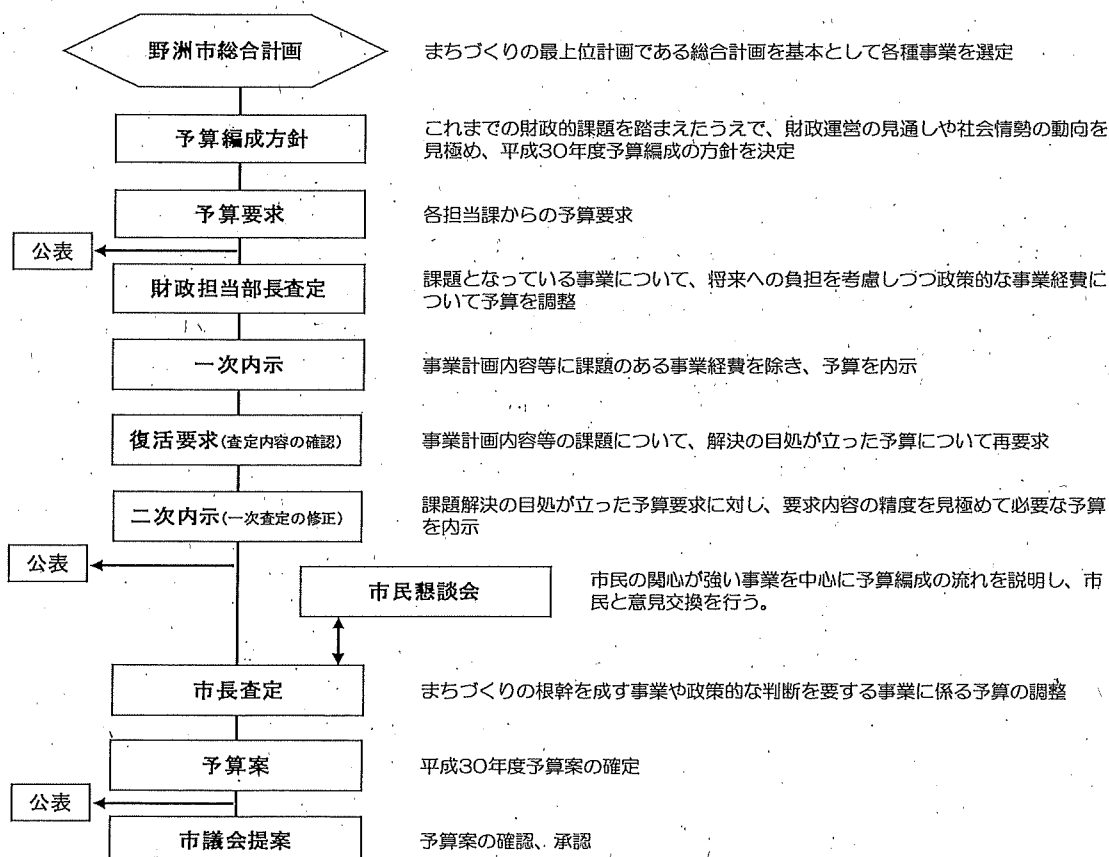 野洲市総合計画
まちづくりの最上位計画である総合計画を基本として各種事業を選定
予算編成方針
これまでの財政的課題を踏まえたうえで、財政運営の見通しや社会情勢の動向を
見極め、平成30年度予算編成の方針を決定
予算要求
各担当課からの予算要求
公表
財政担当部長査定
課題となっている事業について、将来への負担を考慮しつつ政策的な事業経費に
ついて予算を調整
一次内示
事業計画内容等に課題のある事業経費を除き、予算を内示
復活要求(査定内容の確認)
事業計画内容等の課題について、解決の目処が立った予算について再要求
二次内示(一次査定の修正)
課題解決の目処が立った予算要求に対し、要求内容の精度を見極めて必要な予算
を内示
公表
市民懇談会
市民の関心が強い事業を中心に予算編成の流れを説明し、市
民と意見交換を行う。
市長査定
まちづくりの根幹を成す事業や政策的な判断を要する事業に係る予算の調整
予算案
平成30年度予算案の確定
公表
市議会提案
予算案の確認、承認